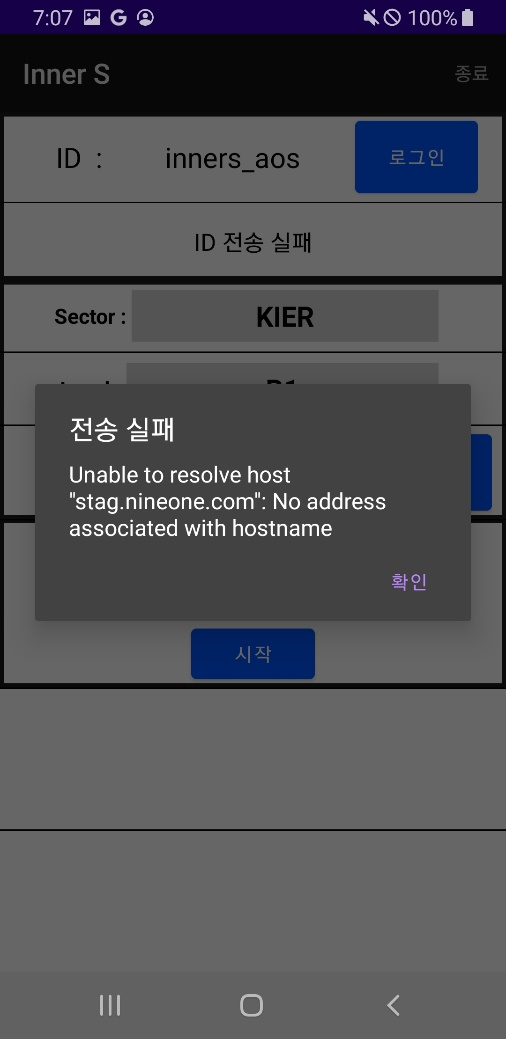 7:07 G 100%
Inner S 종료
ID : inners_aos 로그인
ID 전송 실패
Sector : KIER
전송 실패
Unable to resolve host
"stag.nineone.com": No address
associated with hostname
확인
시작